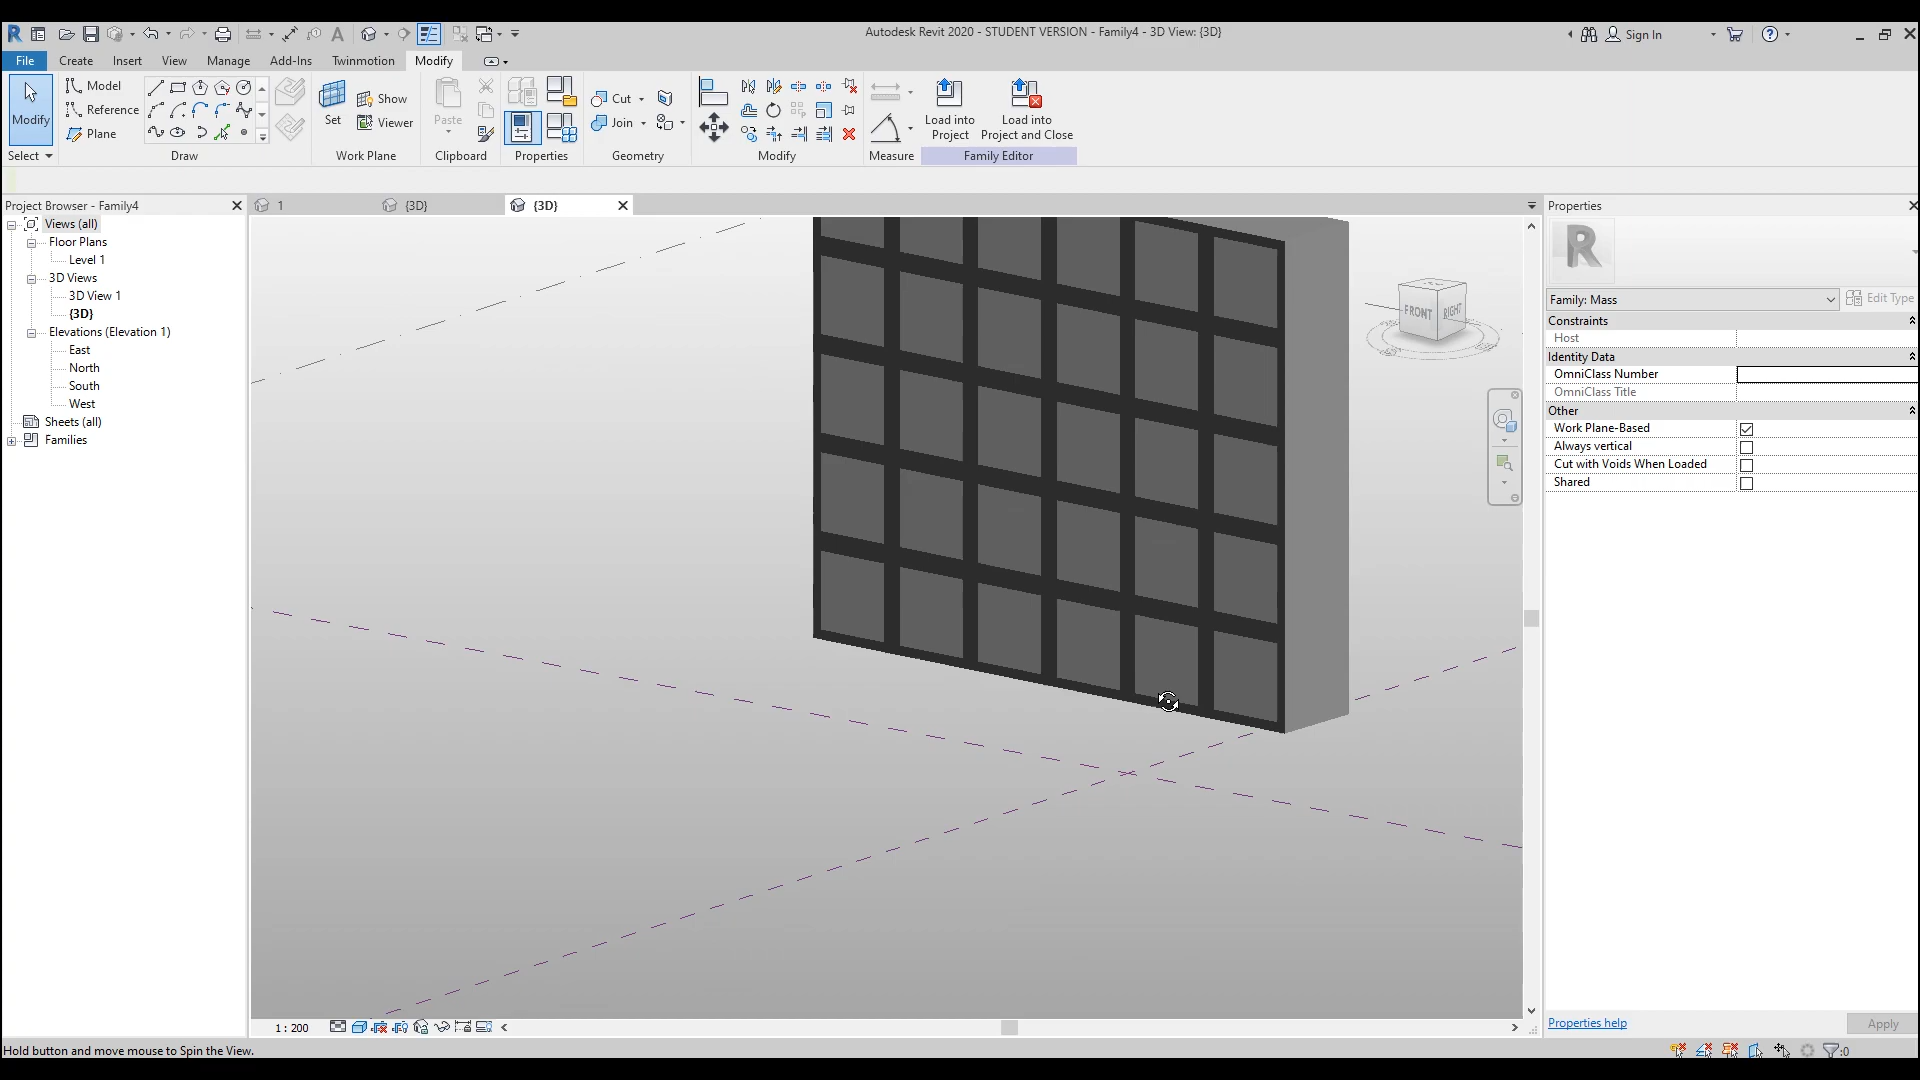 Autodesk Revit 2020 - STUDENT VERSION - Family4 - 3D View: {3D}
Sign In
File Create Insert View Manage Add-Ins Twinmotion Modify
Modify
Select
Model
Reference
Plane
Draw
Set
Show
Viewer
Work Plane
Paste
Clipboard
Properties
Cut
Join
Geometry
Modify
Measure
Load into Project
Load into Project and Close
Family Editor
Project Browser - Family4
Views (all)
Floor Plans
Level 1
3D Views
3D View 1
{3D}
Elevations (Elevation 1)
East
North
South
West
Sheets (all)
Families
1
{3D}
{3D}
FRONT
RIGHT
Properties
R
Family: Mass
Edit Type
Constraints
Host
Identity Data
OmniClass Number
OmniClass Title
Other
Work Plane-Based
Always vertical
Cut with Voids When Loaded
Shared
Properties help
Apply
1 : 200
Hold button and move mouse to Spin the View.
:0